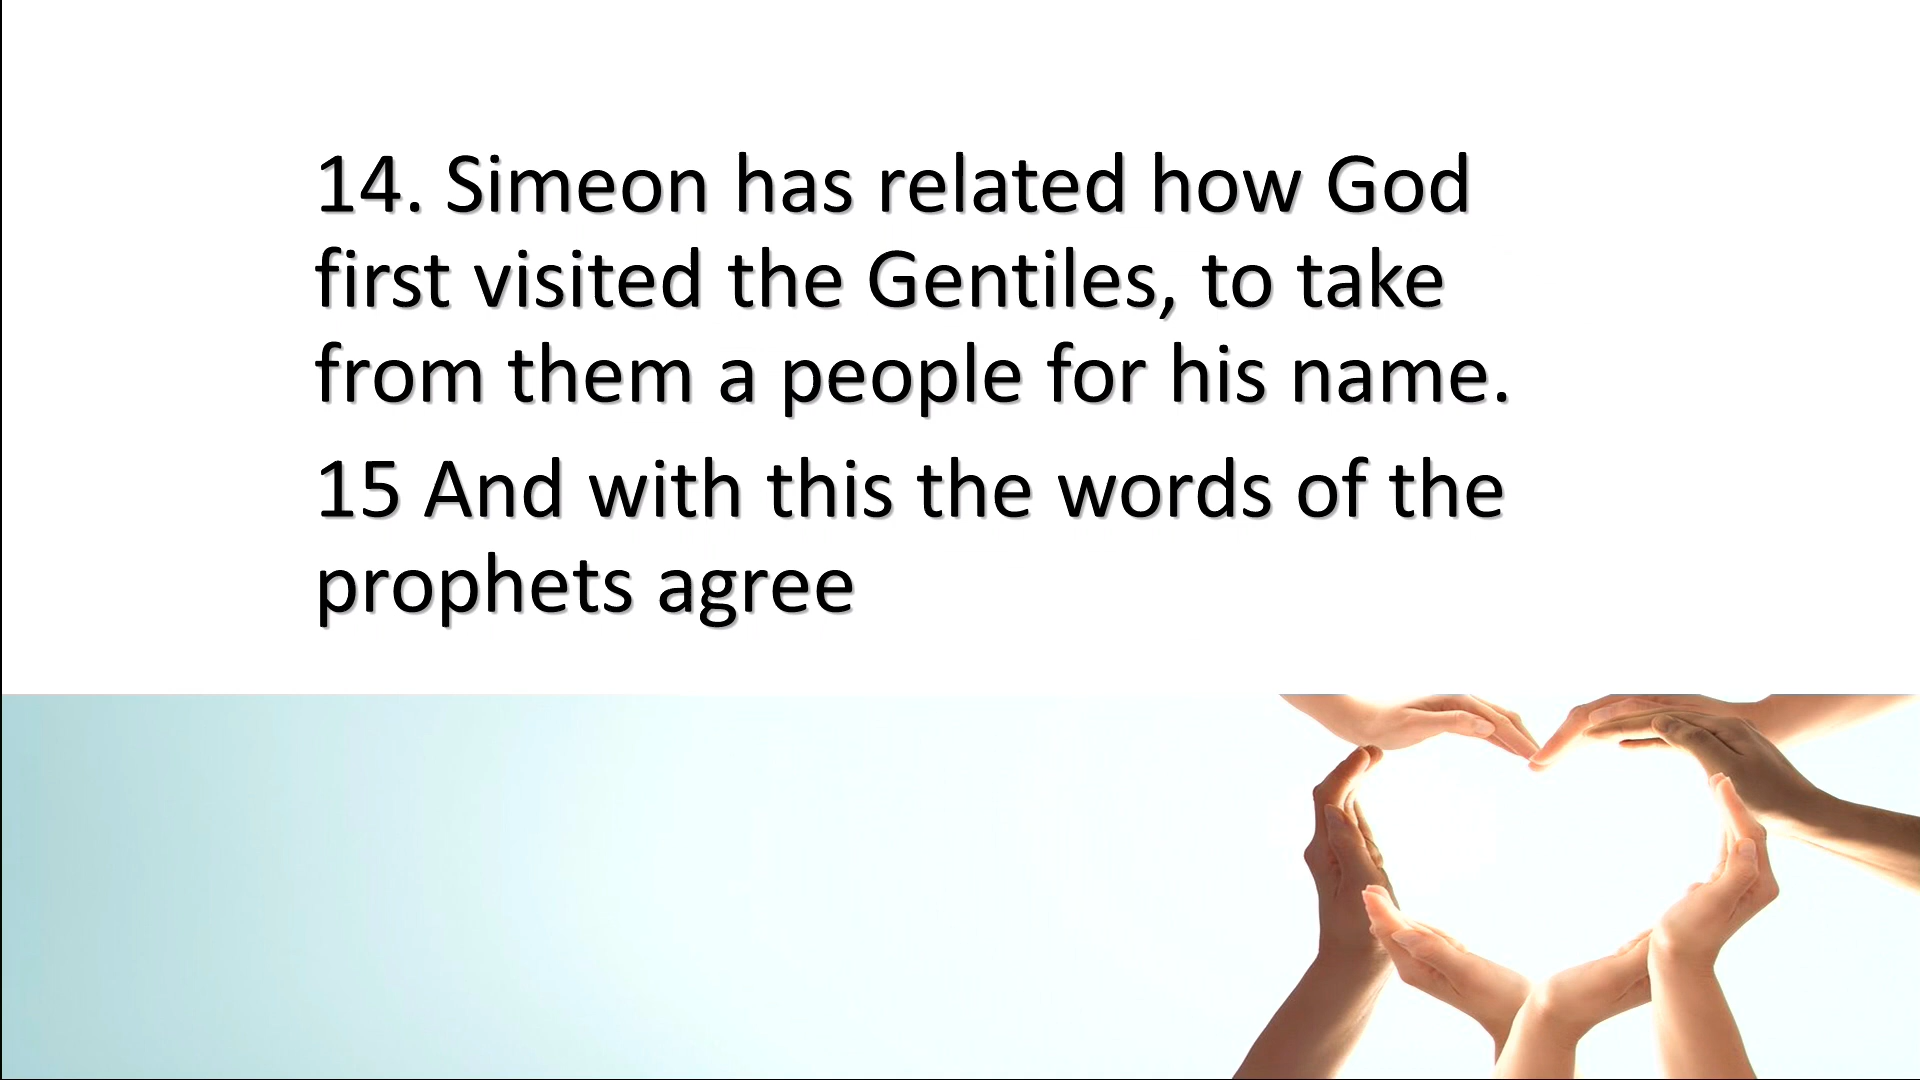 14. Simeon has related how God
first visited the Gentiles, to take
from them a people for his name.
15 And with this the words of the
prophets agree